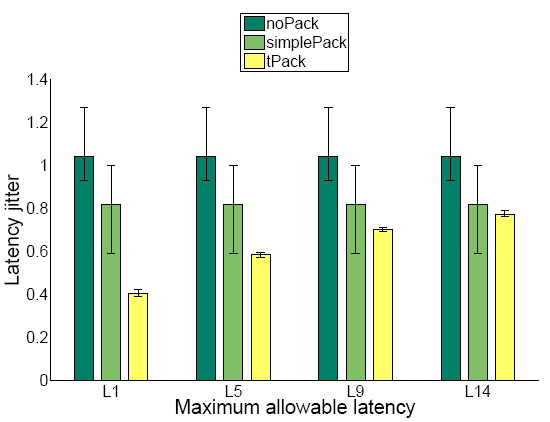 noPack
simplePack
tPack
1.4
1.2
1
0.8
0.6
0.4
0.2
0
Latency jitter
L1 L5 L9 L14
Maximum allowable latency